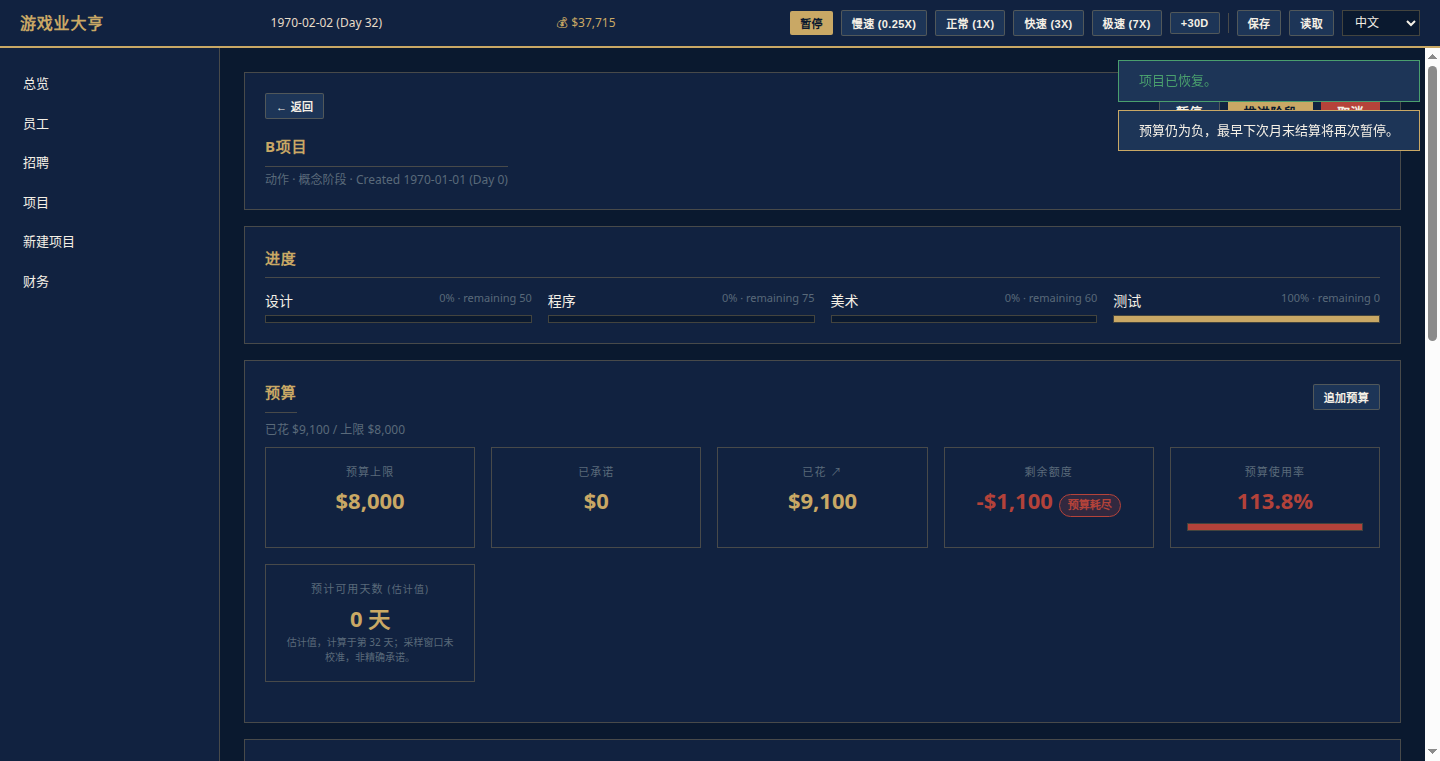 游戏业大亨
1970-02-02 (Day 32)
💰 $37,715
暂停
慢速 (0.25X)
正常 (1X)
快速 (3X)
极速 (7X)
+30D
保存
读取
中文
总览
员工
招聘
项目
新建项目
财务
← 返回
暂停
推进阶段
取消
项目已恢复。
预算仍为负，最早下次月末结算将再次暂停。
B项目
动作 · 概念阶段 · Created 1970-01-01 (Day 0)
进度
设计
0% · remaining 50
程序
0% · remaining 75
美术
0% · remaining 60
测试
100% · remaining 0
预算
追加预算
已花 $9,100 / 上限 $8,000
预算上限
$8,000
已承诺
$0
已花 ↗
$9,100
剩余额度
-$1,100 预算耗尽
预算使用率
113.8%
预计可用天数 (估计值)
0 天
估计值，计算于第 32 天；采样窗口未
校准，非精确承诺。